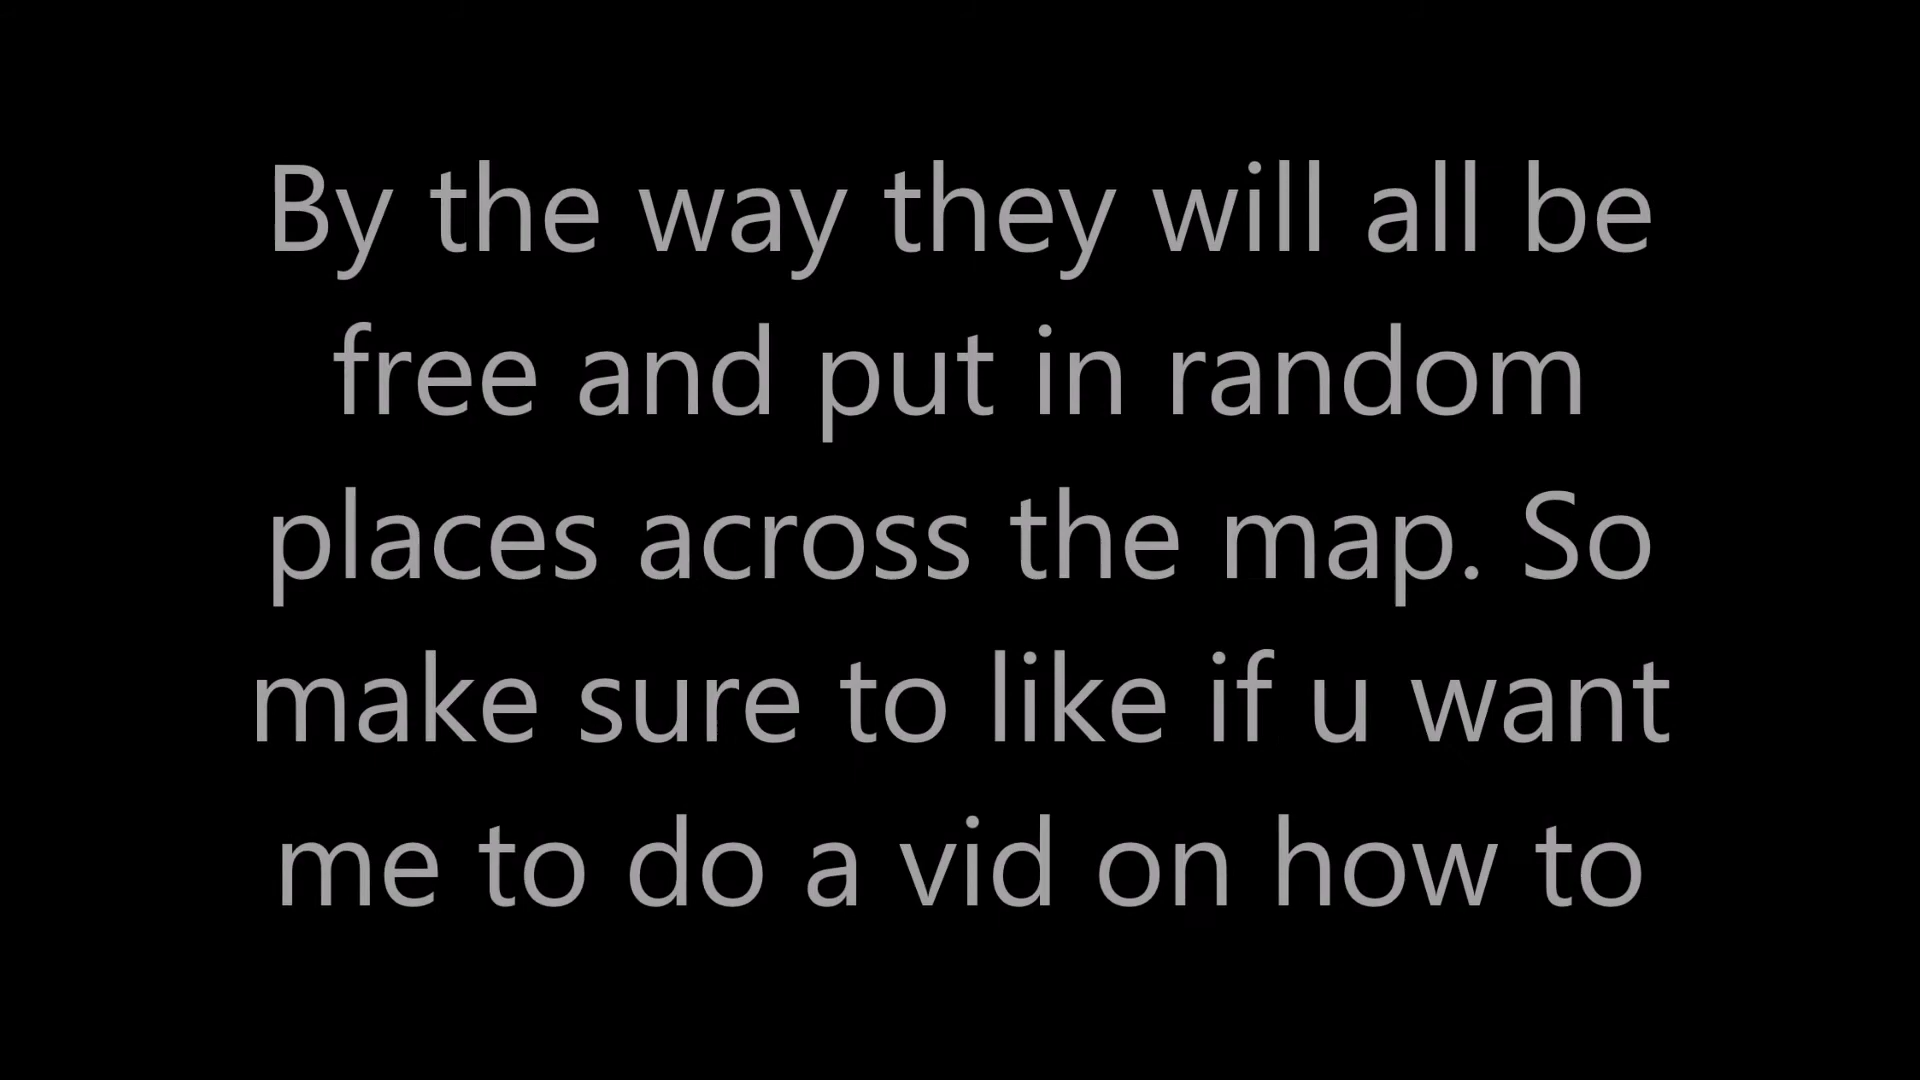 By the way they will all be
free and put in random
places across the map. So
make sure to like if u want
me to do a vid on how to